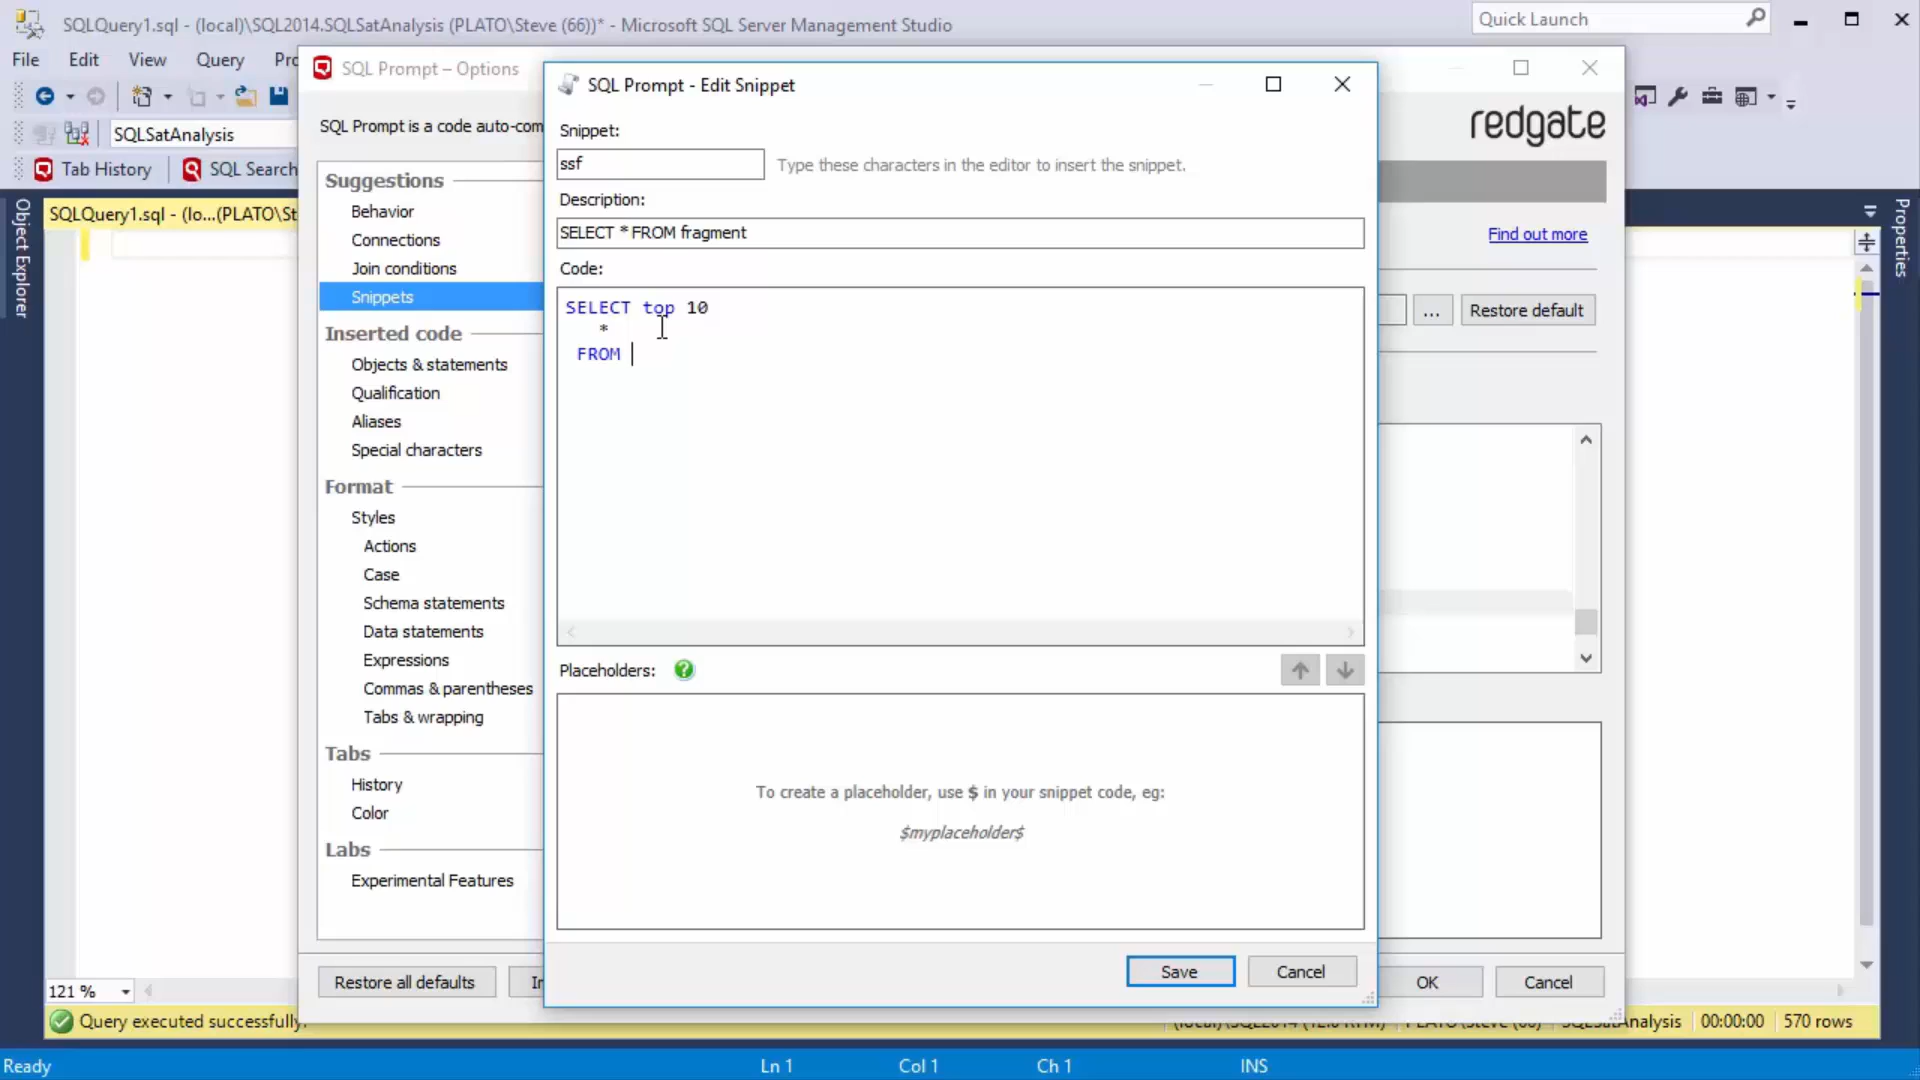 SQLQuery1.sql - (local)\SQL2014.SQLSatAnalysis (PLATO\Steve (66))* - Microsoft SQL Server Management Studio
Quick Launch
File Edit View Query
SQL Prompt – Options
SQL Prompt - Edit Snippet
SQLSatAnalysis
SQL Prompt is a code auto-com
redgate
Snippet:
ssf
Type these characters in the editor to insert the snippet.
Tab History
SQL Search
Suggestions
Behavior
Connections
Join conditions
Snippets
Inserted code
Objects & statements
Qualification
Aliases
Special characters
Format
Styles
Actions
Case
Schema statements
Data statements
Expressions
Commas & parentheses
Tabs & wrapping
Tabs
History
Color
Labs
Experimental Features
Object Explorer
SQLQuery1.sql - (lo...(PLATO\St
Properties
Description:
SELECT * FROM fragment
Find out more
Code:
SELECT top 10
*
FROM
...
Restore default
Placeholders:
To create a placeholder, use $ in your snippet code, eg:
$myplaceholder$
Save
Cancel
Restore all defaults
OK
Cancel
121 %
Query executed successfully.
00:00:00
570 rows
Ready
Ln 1
Col 1
Ch 1
INS